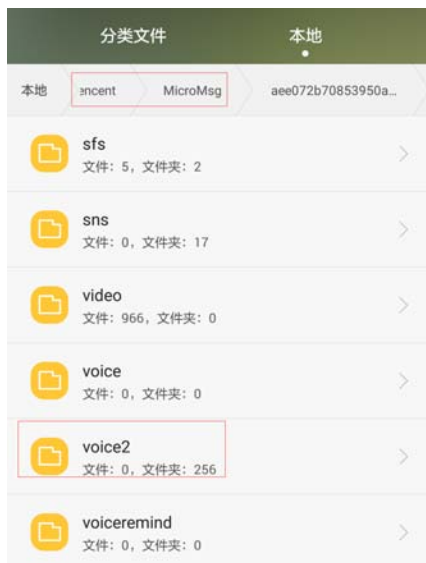 分类文件 本地
本地 encent MicroMsg aee072b70853950a...
sfs
文件: 5, 文件夹: 2
sns
文件: 0, 文件夹: 17
video
文件: 966, 文件夹: 0
voice
文件: 0, 文件夹: 0
voice2
文件: 0, 文件夹: 256
voiceremind
文件: 0, 文件夹: 0